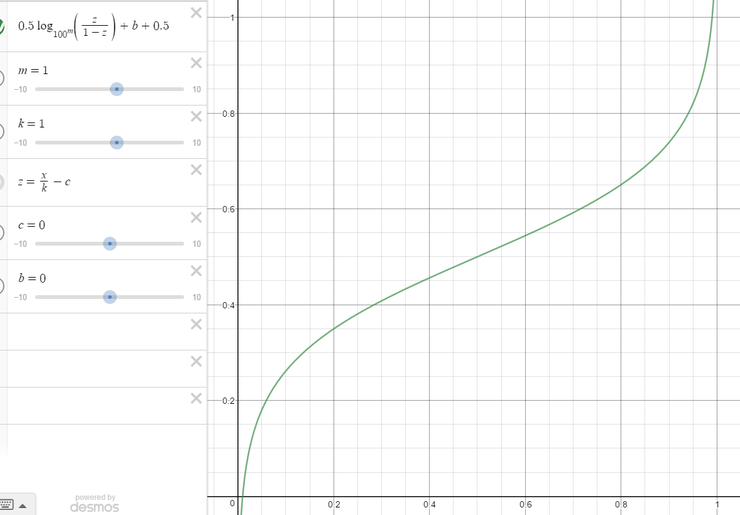 0.5 log_{100^m}(z/(1−z)) + b + 0.5
m = 1
−10 10
k = 1
−10 10
z = x/k − c
c = 0
−10 10
b = 0
−10 10
powered by
desmos
1
0.8
0.6
0.4
0.2
0 0.2 0.4 0.6 0.8 1